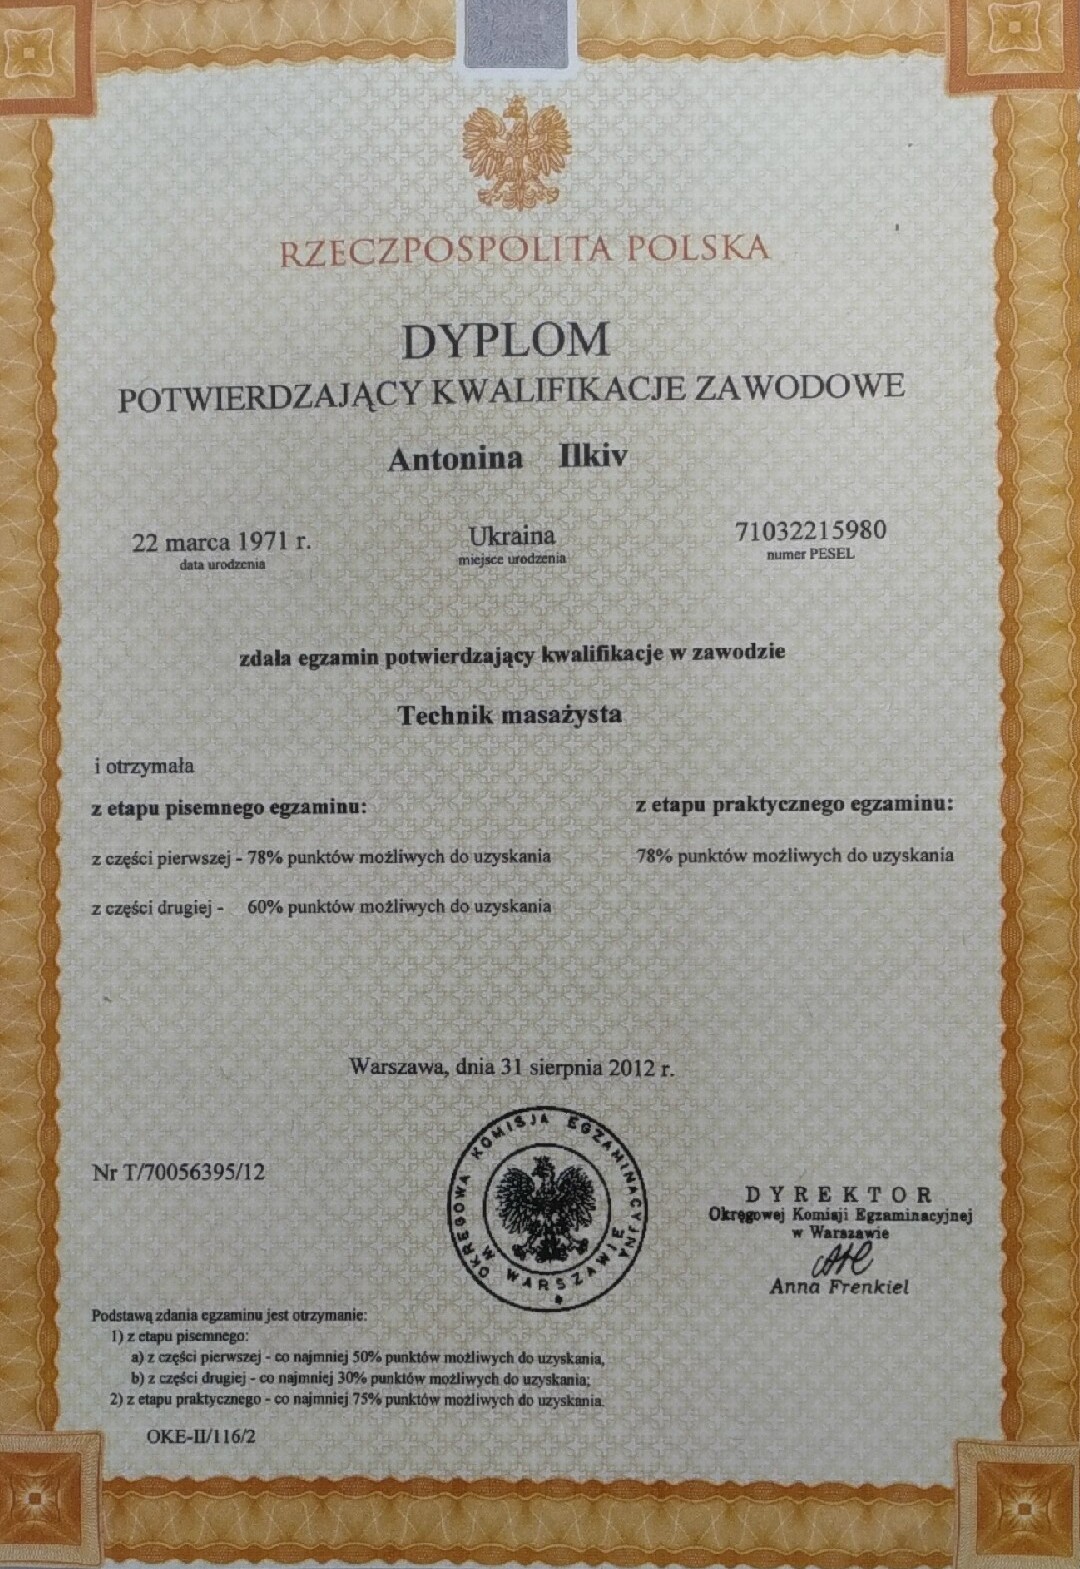 RZECZPOSPOLITA POLSKA
DYPLOM
POTWIERDZAJĄCY KWALIFIKACJE ZAWODOWE
Antonina Ilkiv
22 marca 1971 r. Ukraina 71032215980
data urodzenia miejsce urodzenia numer PESEL
zdała egzamin potwierdzający kwalifikacje w zawodzie
Technik masażysta
i otrzymała
z etapu pisemnego egzaminu: z etapu praktycznego egzaminu:
z części pierwszej - 78% punktów możliwych do uzyskania 78% punktów możliwych do uzyskania
z części drugiej - 60% punktów możliwych do uzyskania
Warszawa, dnia 31 sierpnia 2012 r.
OKRĘGOWA KOMISJA EGZAMINACYJNA
W WARSZAWIE
Nr T/70056395/12
DYREKTOR
Okręgowej Komisji Egzaminacyjnej
w Warszawie
Anna Frenkiel
Podstawą zdania egzaminu jest otrzymanie:
1) z etapu pisemnego:
a) z części pierwszej - co najmniej 50% punktów możliwych do uzyskania,
b) z części drugiej - co najmniej 30% punktów możliwych do uzyskania;
2) z etapu praktycznego - co najmniej 75% punktów możliwych do uzyskania.
OKE-II/116/2